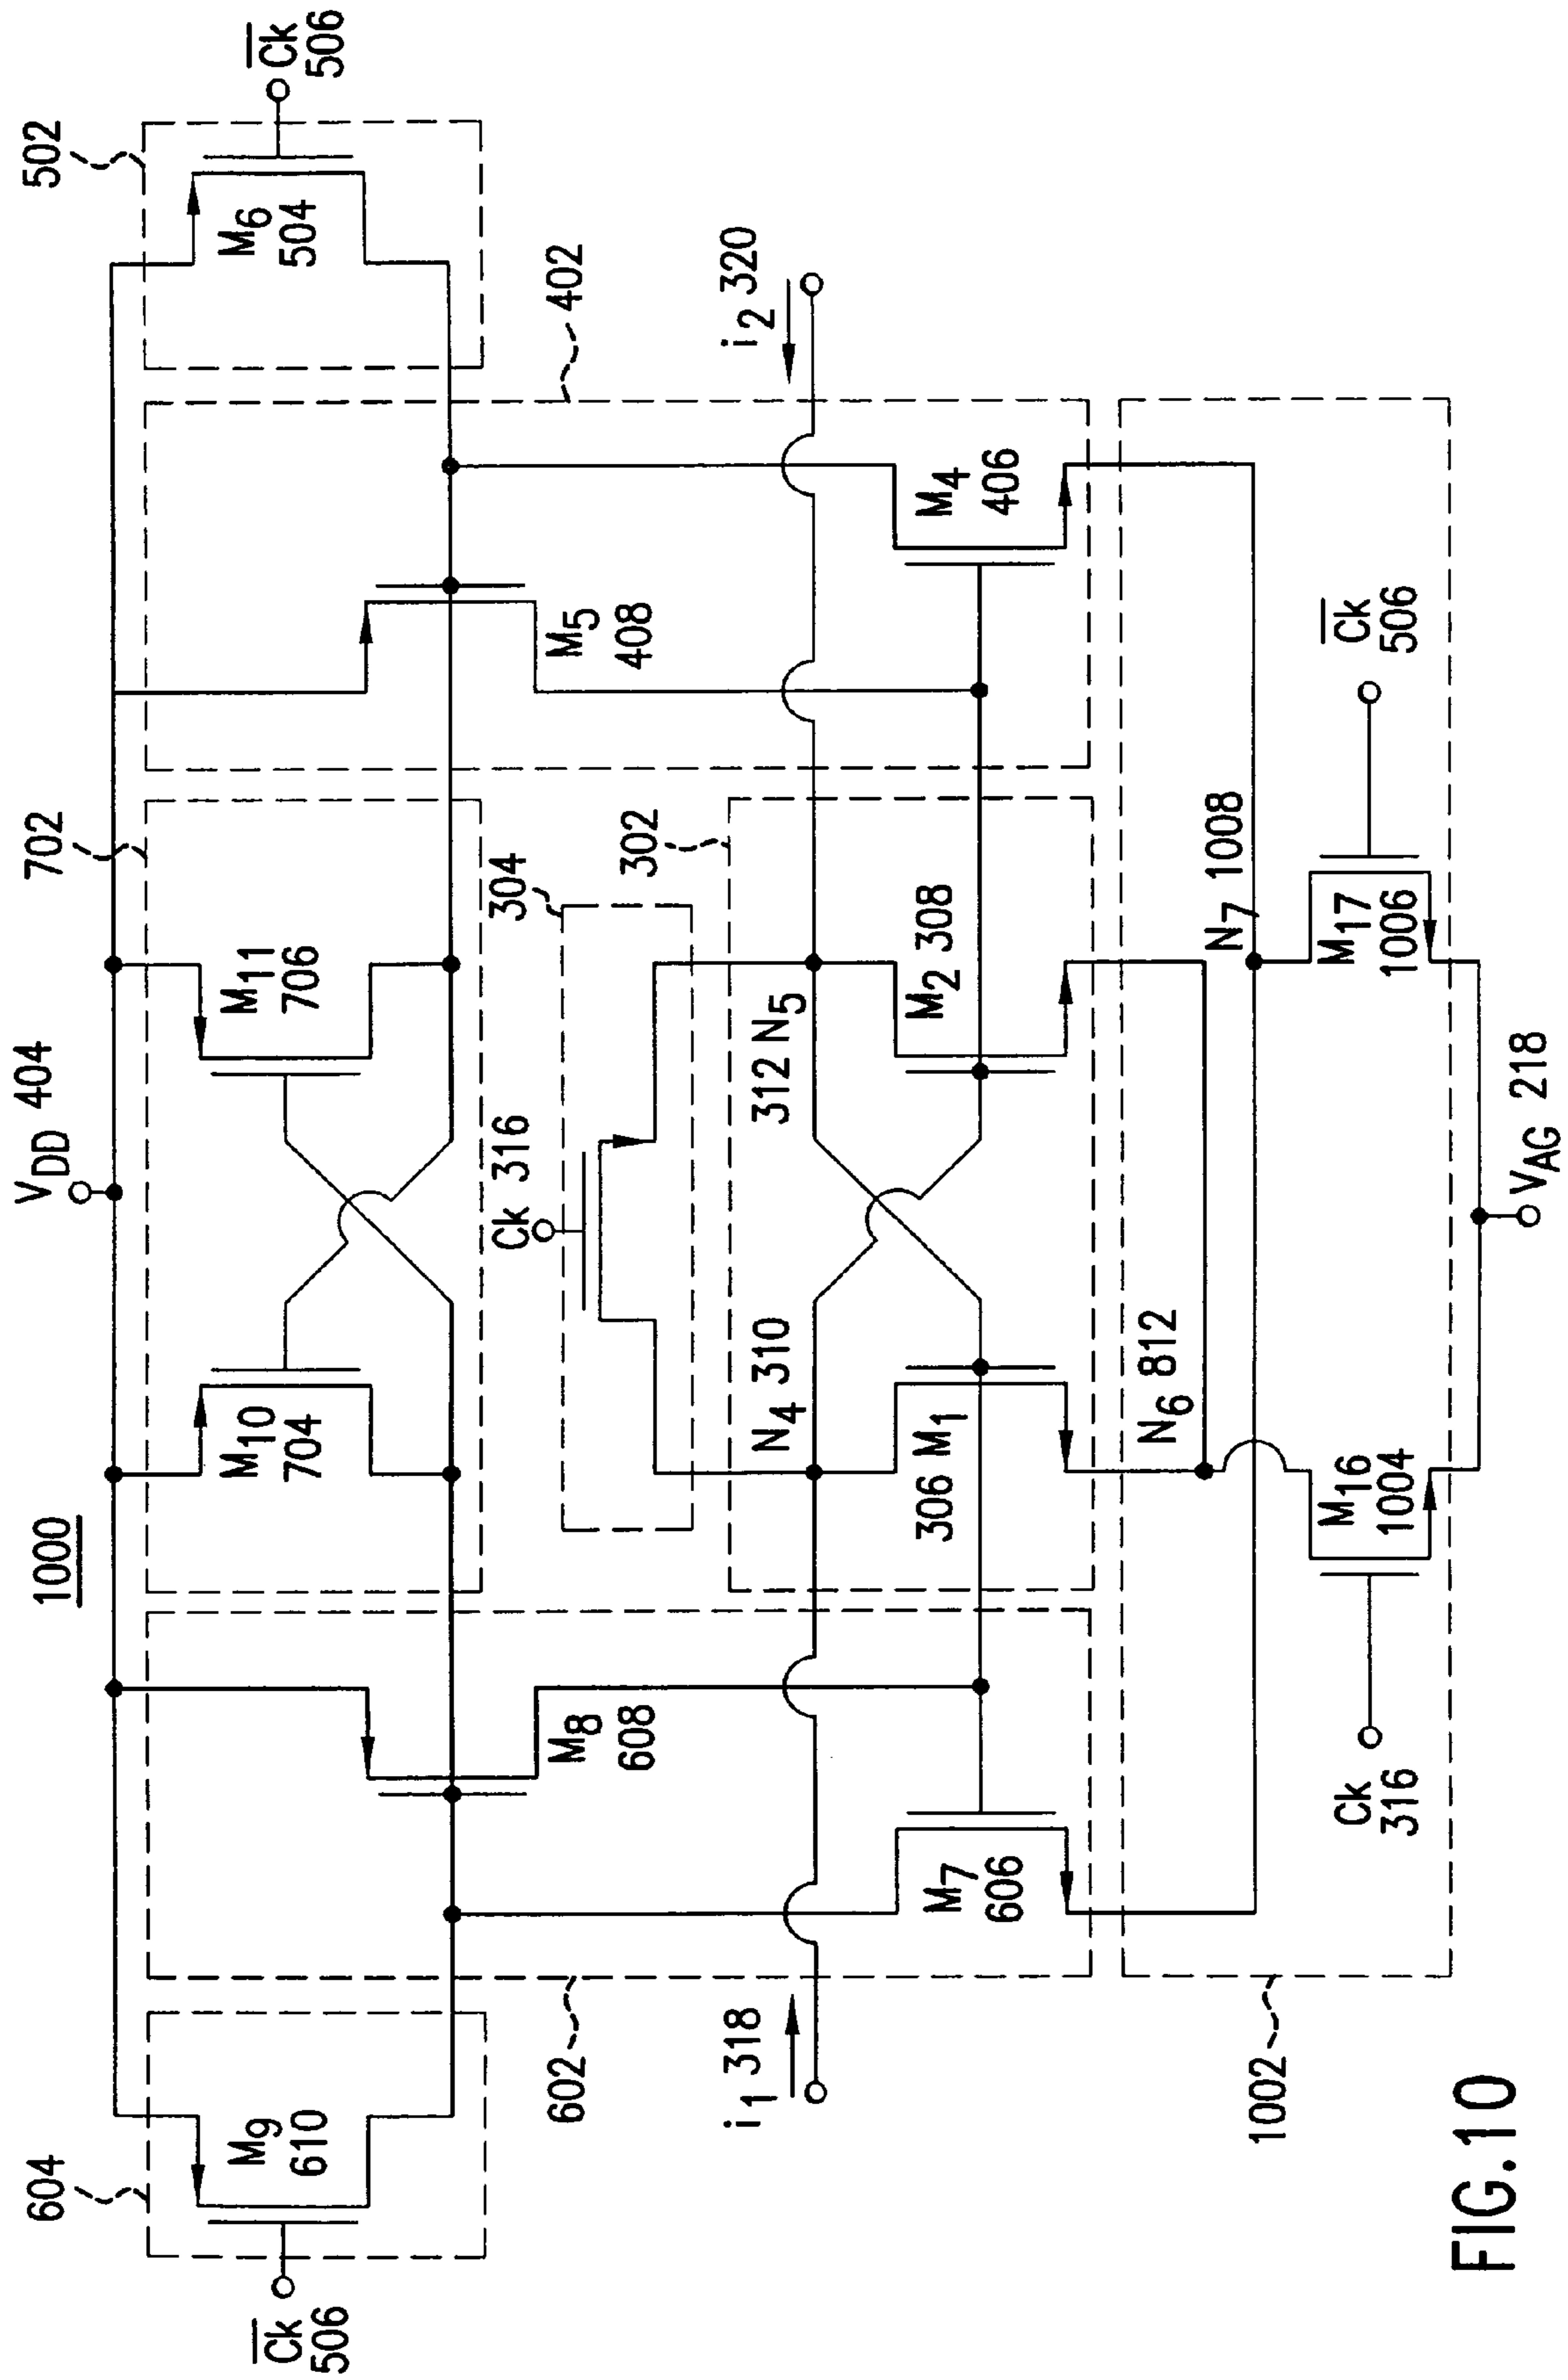 1000
V_DD 404
604
702
502
C̅k̅
506
M_9
610
M_10
704
M_11
706
M_6
504
C̅k̅
506
M_8
608
Ck 316
304
302
M_5
408
402
602
i_1 318
N_4 310
312 N_5
i_2 320
M_7
606
306 M_1
M_2 308
M_4
406
N_6 812
N_7 1008
1002
Ck
316
M_16
1004
M_17
1006
C̅k̅
506
V_AG 218
FIG.10